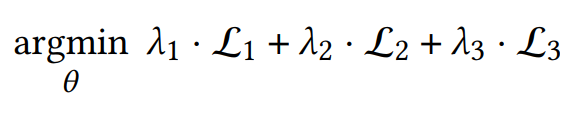 argmin λ₁ · ℒ₁ + λ₂ · ℒ₂ + λ₃ · ℒ₃
θ